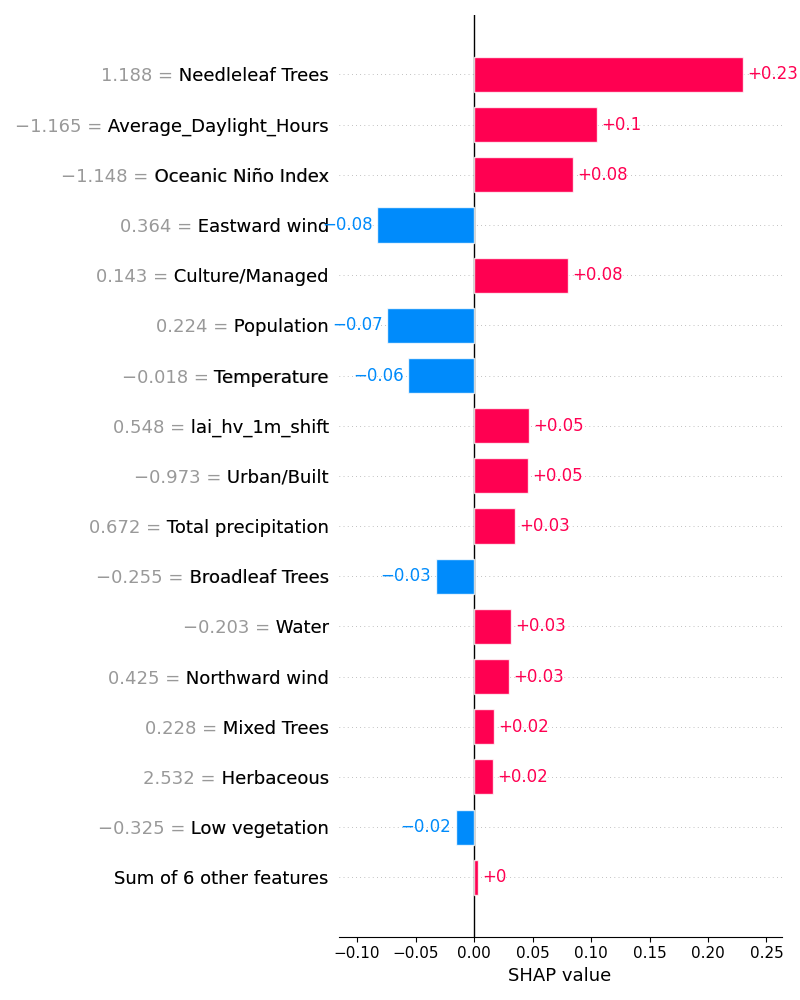 1.188 = Needleleaf Trees +0.23
−1.165 = Average_Daylight_Hours +0.1
−1.148 = Oceanic Niño Index +0.08
0.364 = Eastward wind −0.08
0.143 = Culture/Managed +0.08
0.224 = Population −0.07
−0.018 = Temperature −0.06
0.548 = lai_hv_1m_shift +0.05
−0.973 = Urban/Built +0.05
0.672 = Total precipitation +0.03
−0.255 = Broadleaf Trees −0.03
−0.203 = Water +0.03
0.425 = Northward wind +0.03
0.228 = Mixed Trees +0.02
2.532 = Herbaceous +0.02
−0.325 = Low vegetation −0.02
Sum of 6 other features +0
−0.10 −0.05 0.00 0.05 0.10 0.15 0.20 0.25
SHAP value